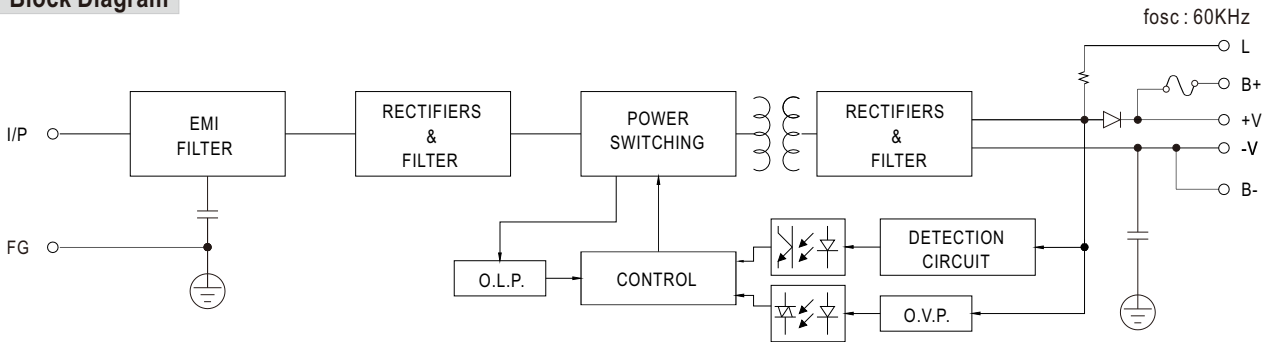 Block Diagram
fosc : 60KHz
L
B+
+V
-V
B-
I/P
EMI
FILTER
RECTIFIERS
&
FILTER
POWER
SWITCHING
RECTIFIERS
&
FILTER
FG
O.L.P.
CONTROL
DETECTION
CIRCUIT
O.V.P.